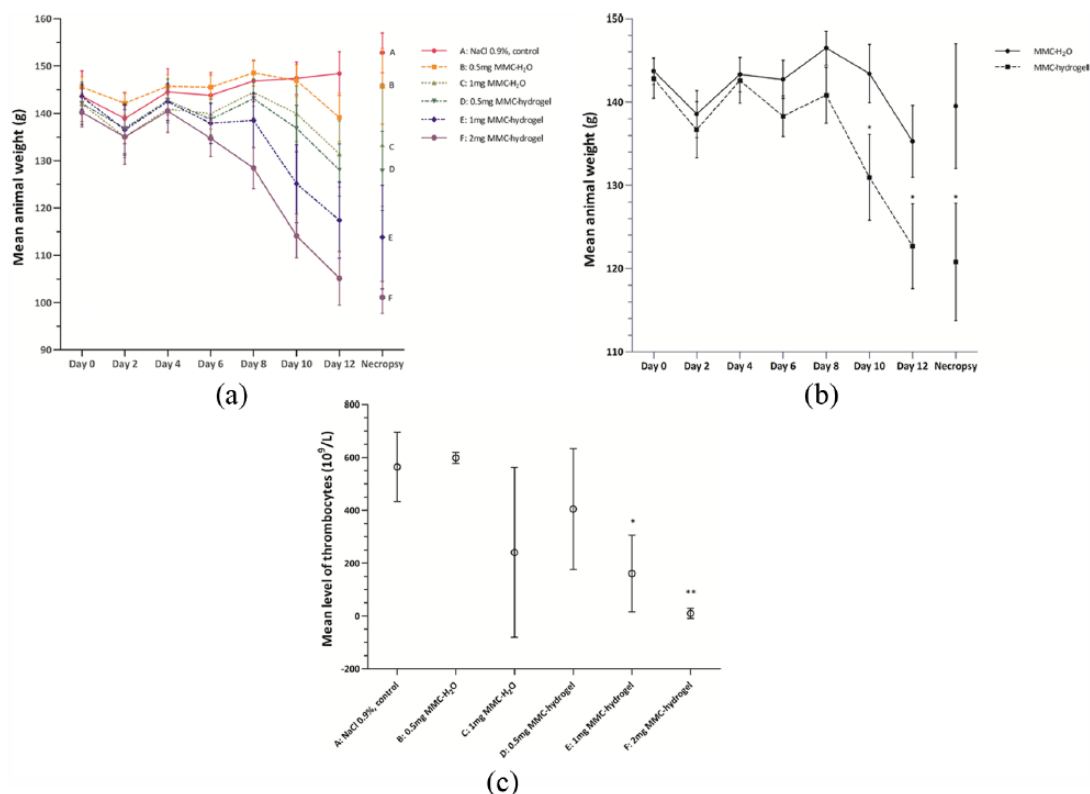 160
150
140
130
120
110
100
90
Mean animal weight (g)
Day 0 Day 2 Day 4 Day 6 Day 8 Day 10 Day 12 Necropsy
A
B
C
D
E
F
A: NaCl 0.9%, control
B: 0.5mg MMC-H₂O
C: 1mg MMC-H₂O
D: 0.5mg MMC-hydrogel
E: 1mg MMC-hydrogel
F: 2mg MMC-hydrogel
(a)
150
140
130
120
110
Mean animal weight (g)
Day 0 Day 2 Day 4 Day 6 Day 8 Day 10 Day 12 Necropsy
*
*
*
MMC-H₂O
MMC-hydrogel
(b)
800
600
400
200
0
-200
Mean level of thrombocytes (10⁹/L)
*
**
A: NaCl 0.9%, control
B: 0.5mg MMC-H₂O
C: 1mg MMC-H₂O
D: 0.5mg MMC-hydrogel
E: 1mg MMC-hydrogel
F: 2mg MMC-hydrogel
(c)